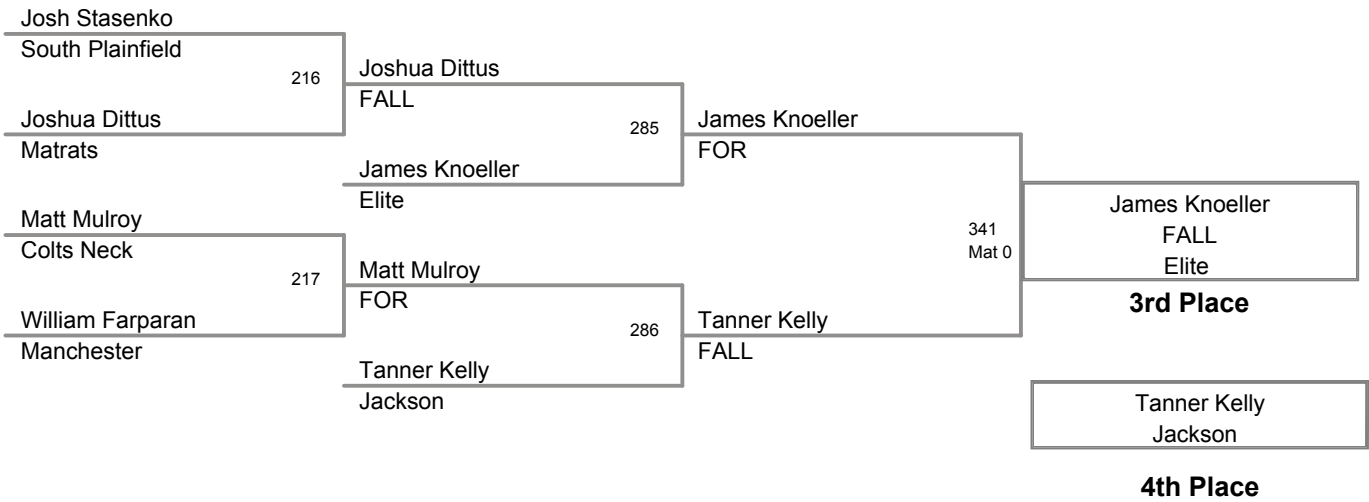 Josh Stasenko
South Plainfield
216
Joshua Dittus
FALL
Joshua Dittus
Matrats
285
James Knoeller
FOR
James Knoeller
Elite
Matt Mulroy
Colts Neck
217
Matt Mulroy
FOR
William Farparan
Manchester
286
Tanner Kelly
FALL
Tanner Kelly
Jackson
341
Mat 0
James Knoeller
FALL
Elite
3rd Place
Tanner Kelly
Jackson
4th Place